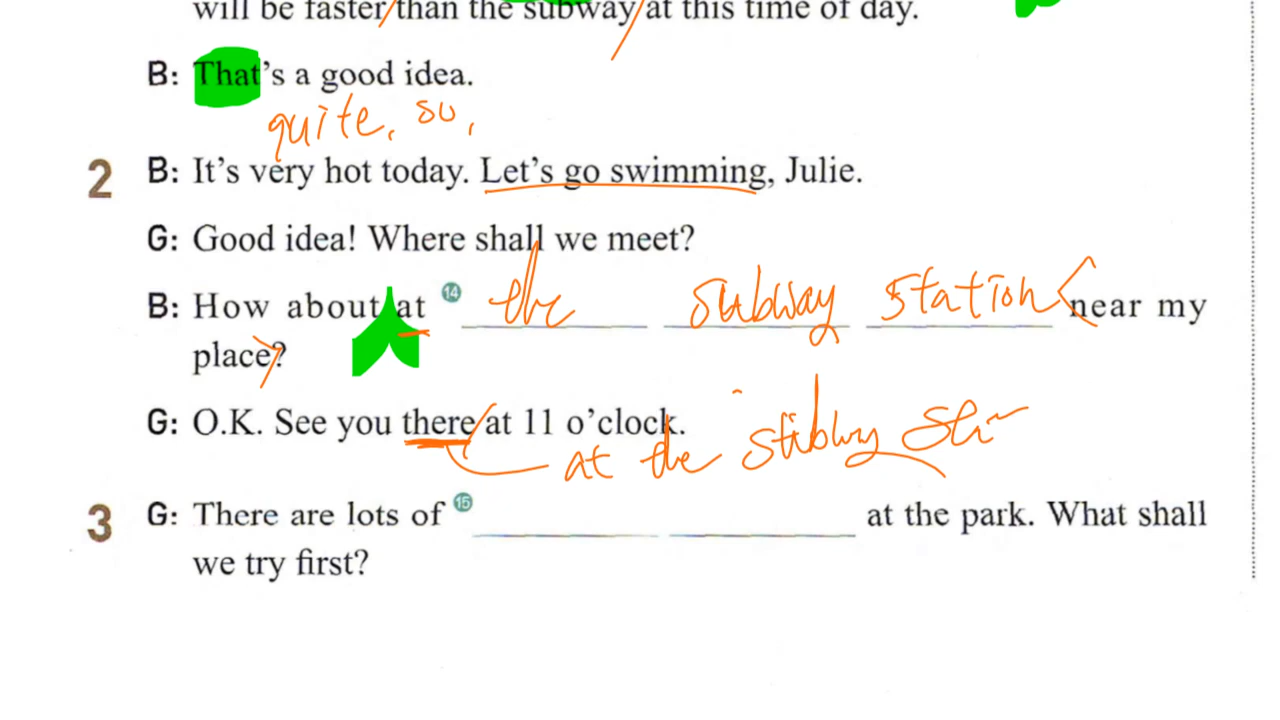 will be faster than the subway at this time of day.
B: That's a good idea.
quite, so,
2 B: It's very hot today. Let's go swimming, Julie.
G: Good idea! Where shall we meet?
B: How about at 14 the subway station near my
place?
G: O.K. See you there at 11 o'clock.
at the
3 G: There are lots of 15 at the park. What shall
we try first?